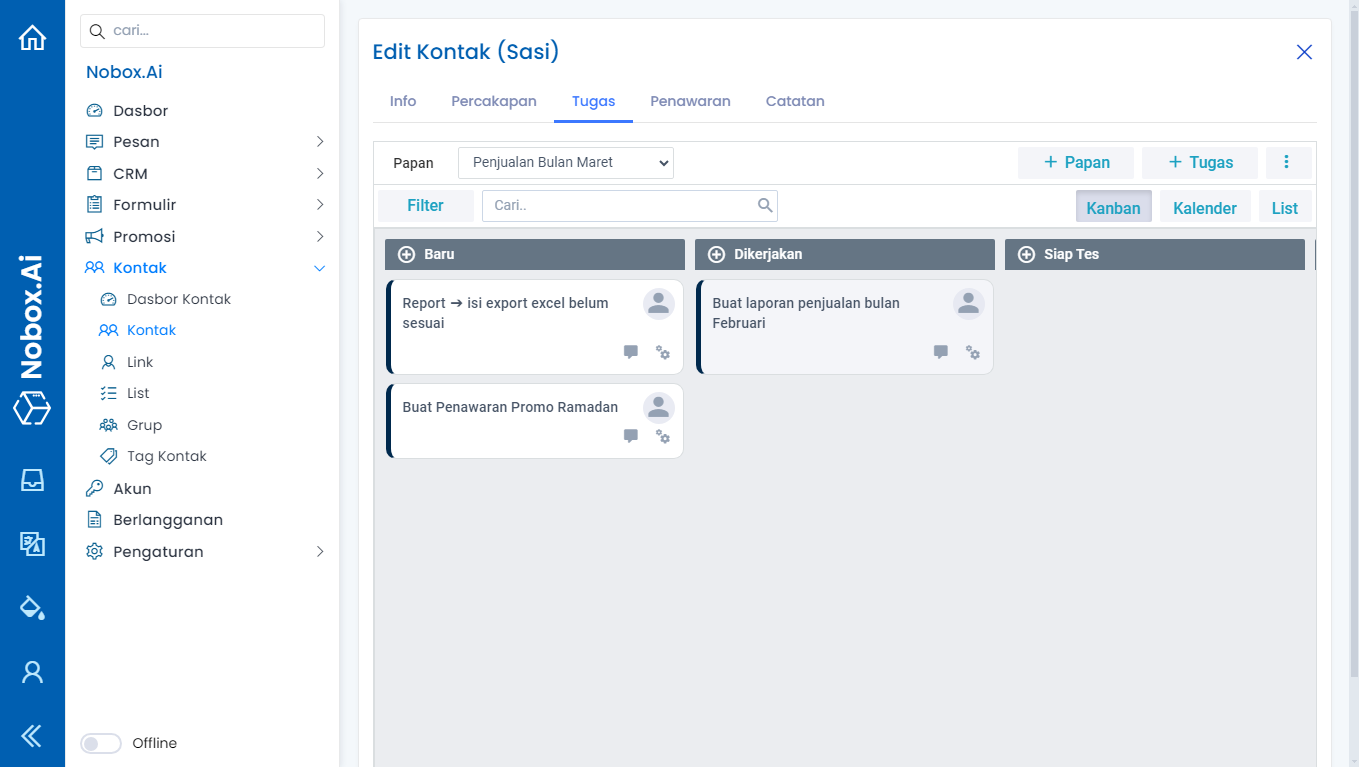 cari...
Nobox.Ai
Dasbor
Pesan
CRM
Formulir
Promosi
Kontak
Dasbor Kontak
Kontak
Link
List
Grup
Tag Kontak
Akun
Berlangganan
Pengaturan
Offline
Nobox.Ai
Edit Kontak (Sasi)
Info Percakapan Tugas Penawaran Catatan
Papan Penjualan Bulan Maret + Papan + Tugas
Filter Cari.. Kanban Kalender List
Baru Dikerjakan Siap Tes
Report ➔ isi export excel belum
sesuai
Buat Penawaran Promo Ramadan
Buat laporan penjualan bulan
Februari